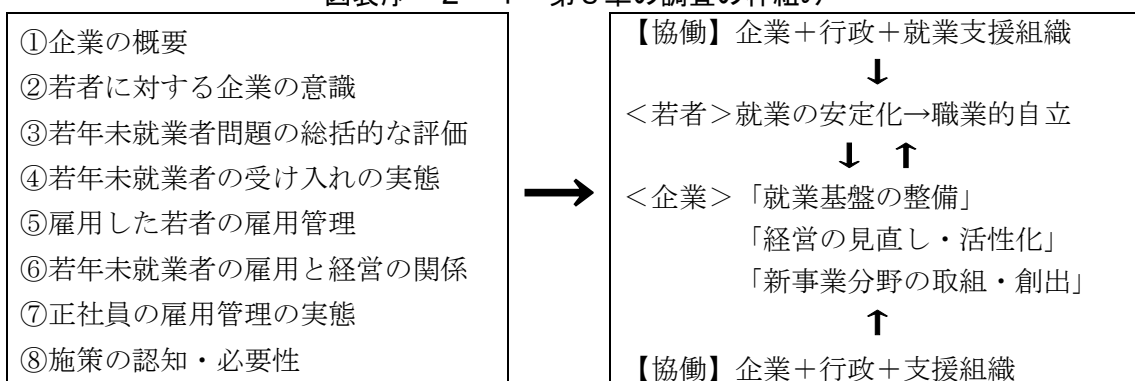 ①企業の概要
②若者に対する企業の意識
③若年未就業者問題の総括的な評価
④若年未就業者の受け入れの実態
⑤雇用した若者の雇用管理
⑥若年未就業者の雇用と経営の関係
⑦正社員の雇用管理の実態
⑧施策の認知・必要性
→
【協働】企業＋行政＋就業支援組織
↓
＜若者＞就業の安定化→職業的自立
↓ ↑
＜企業＞「就業基盤の整備」
「経営の見直し・活性化」
「新事業分野の取組・創出」
↑
【協働】企業＋行政＋支援組織